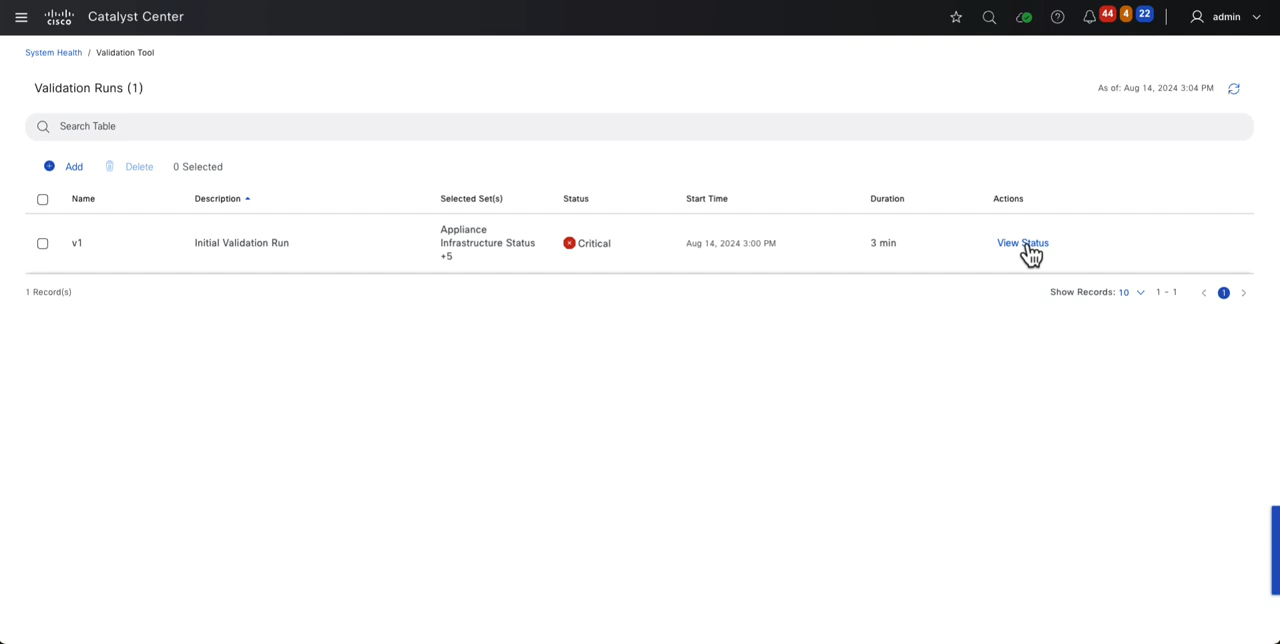 cisco Catalyst Center 44 4 22 admin
System Health / Validation Tool
Validation Runs (1) As of: Aug 14, 2024 3:04 PM
Search Table
Add Delete 0 Selected
Name Description Selected Set(s) Status Start Time Duration Actions
v1 Initial Validation Run Appliance Infrastructure Status +5 Critical Aug 14, 2024 3:00 PM 3 min View Status
1 Record(s) Show Records: 10 1 - 1 1